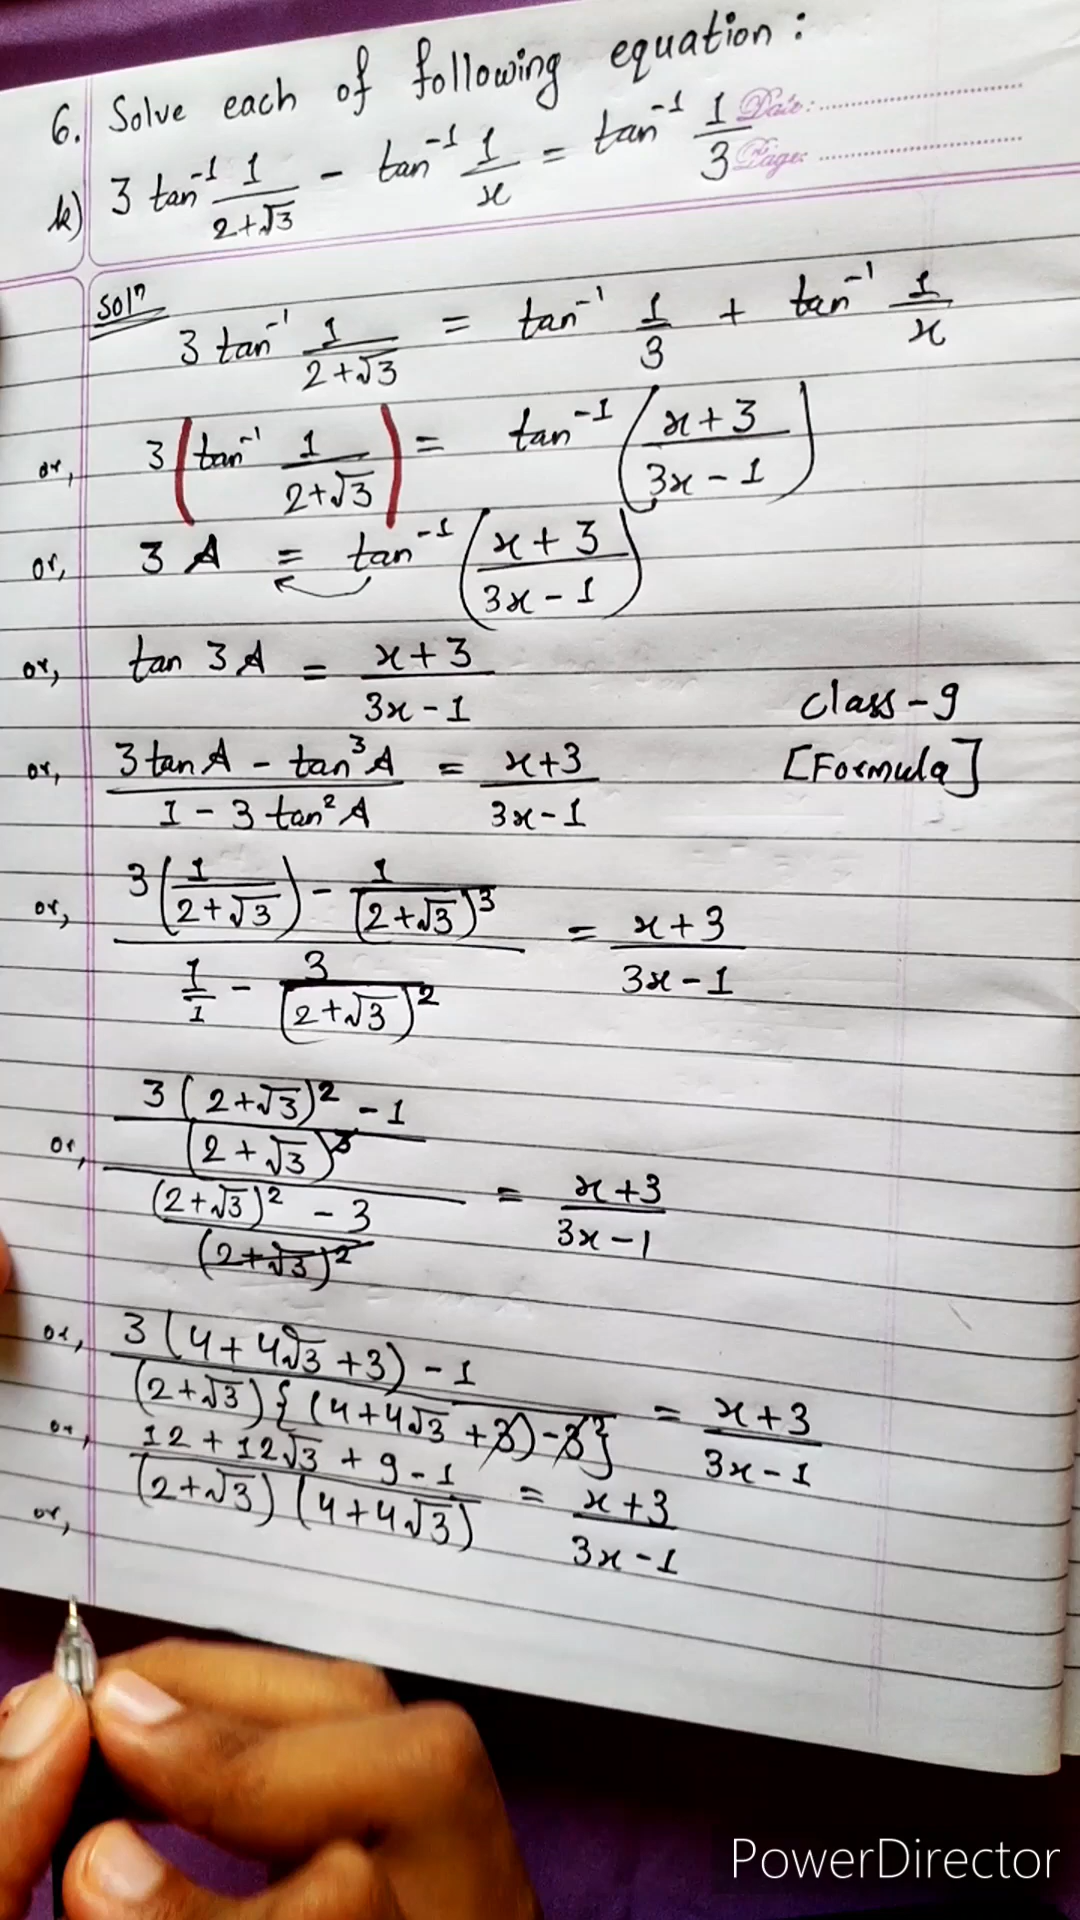 6. Solve each of following equation:
Date: ..............................
k) 3 tan⁻¹ 1/(2+√3) - tan⁻¹ 1/x = tan⁻¹ 1/3
Page: ..............................
Solⁿ
3 tan⁻¹ 1/(2+√3) = tan⁻¹ 1/3 + tan⁻¹ 1/x
or, 3 (tan⁻¹ 1/(2+√3)) = tan⁻¹ ((x+3)/(3x-1))
or, 3 A = tan⁻¹ ((x+3)/(3x-1))
or, tan 3A = (x+3)/(3x-1)
class-9
or, (3 tan A - tan³ A)/(1 - 3 tan² A) = (x+3)/(3x-1)
[Formula]
or, (3(1/(2+√3)) - 1/(2+√3)³)/(1/1 - 3/(2+√3)²) = (x+3)/(3x-1)
or, ((3(2+√3)² - 1)/(2+√3)³)/(((2+√3)² - 3)/(2+√3)²) = (x+3)/(3x-1)
or, (3(4+4√3+3) - 1)/((2+√3){(4+4√3+3)-3}) = (x+3)/(3x-1)
or, (12+12√3+9-1)/((2+√3)(4+4√3)) = (x+3)/(3x-1)
or,
PowerDirector